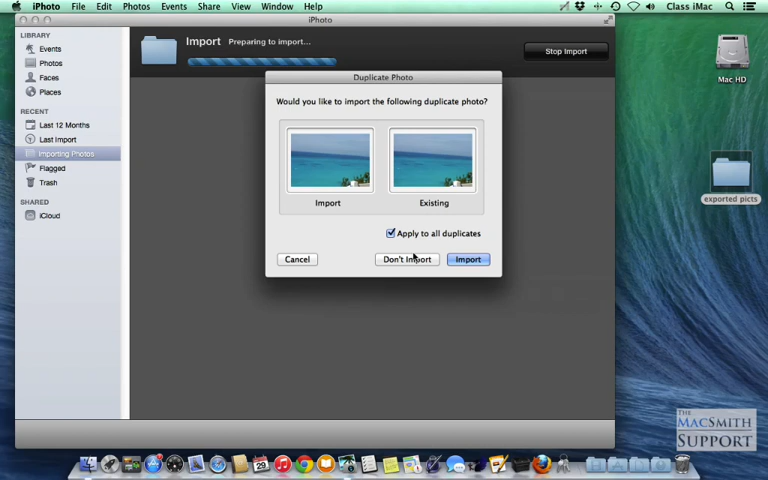 iPhoto File Edit Photos Events Share View Window Help Class iMac
iPhoto
LIBRARY
Events
Photos
Faces
Places
RECENT
Last 12 Months
Last Import
Importing Photos
Flagged
Trash
SHARED
iCloud
Import Preparing to import...
Stop Import
Duplicate Photo
Would you like to import the following duplicate photo?
Import Existing
Apply to all duplicates
Cancel Don't Import Import
Mac HD
exported picts
THE
MACSMITH
SUPPORT
29